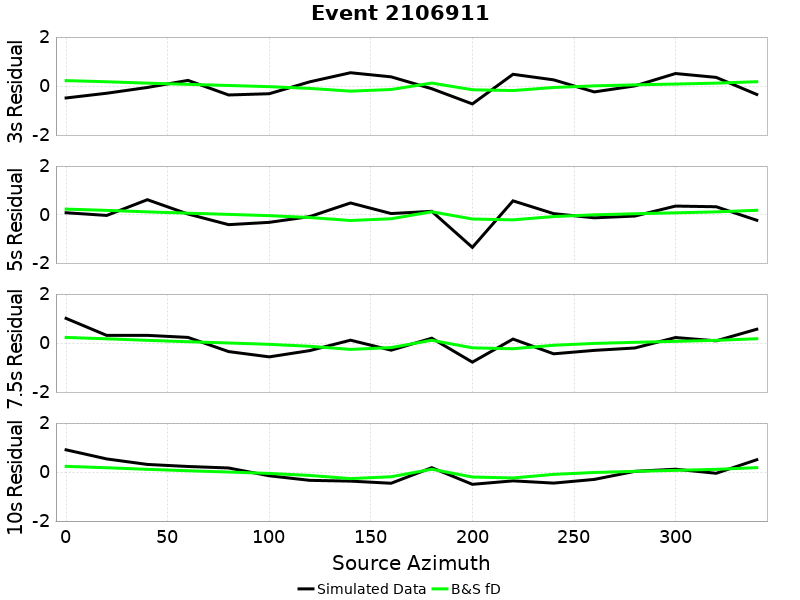 Event 2106911
3s Residual
2
0
-2
5s Residual
2
0
-2
7.5s Residual
2
0
-2
10s Residual
2
0
-2
0 50 100 150 200 250 300
Source Azimuth
Simulated Data B&S fD